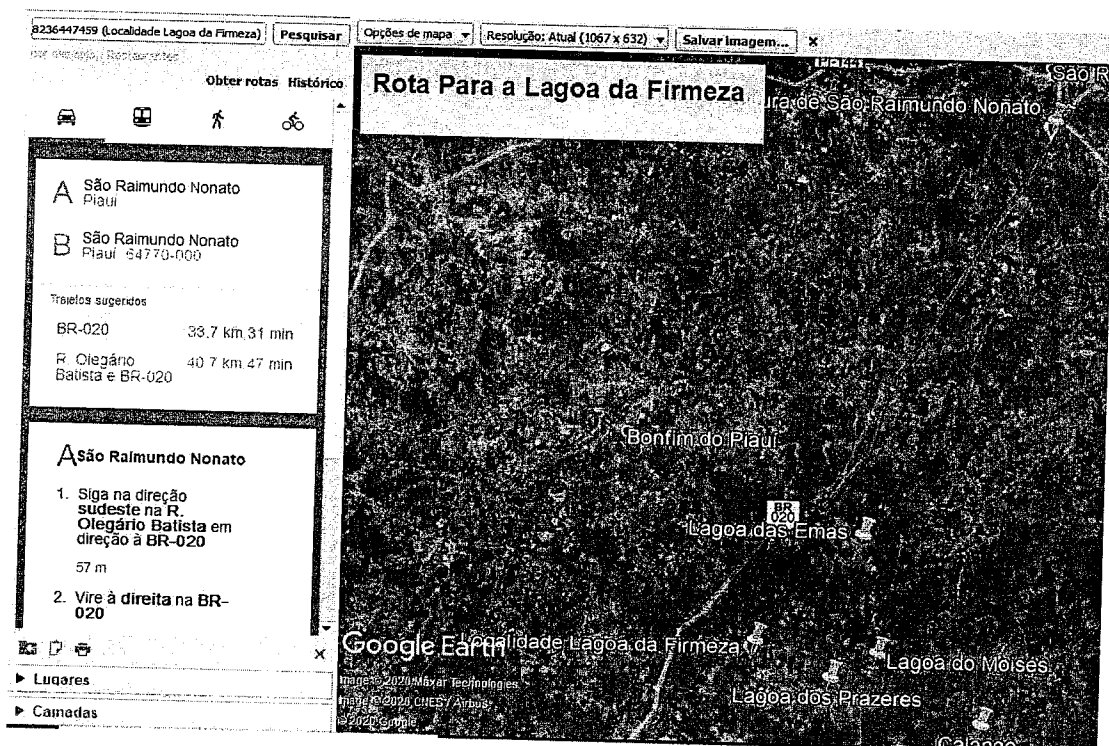 8236447459 (Localidade Lagoa da Firmeza) Pesquisar
Obter rotas Histórico
A São Raimundo Nonato
Piauí
B São Raimundo Nonato
Piauí 64770-000
Trajetos sugeridos
BR-020 33,7 km 31 min
R. Olegário Batista e BR-020 40,7 km 47 min
A São Raimundo Nonato
1. Siga na direção
sudeste na R.
Olegário Batista em
direção à BR-020
57 m
2. Vire à direita na BR-
020
Lugares
Camadas
Opções de mapa Resolução: Atual (1067 x 632) Salvar Imagem... x
Rota Para a Lagoa da Firmeza
São R
ura de São Raimundo Nonato
Bonfim do Piauí
BR
020
Lagoa das Emas
Google Earth
Localidade Lagoa da Firmeza
Lagoa do Moisés
Lagoa dos Prazeres
Image © 2020 Maxar Technologies
Image © 2020 CNES / Airbus
© 2020 Google